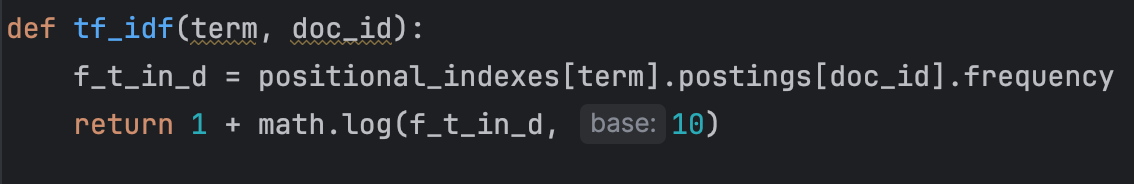 def tf_idf(term, doc_id):
    f_t_in_d = positional_indexes[term].postings[doc_id].frequency
    return 1 + math.log(f_t_in_d, base: 10)